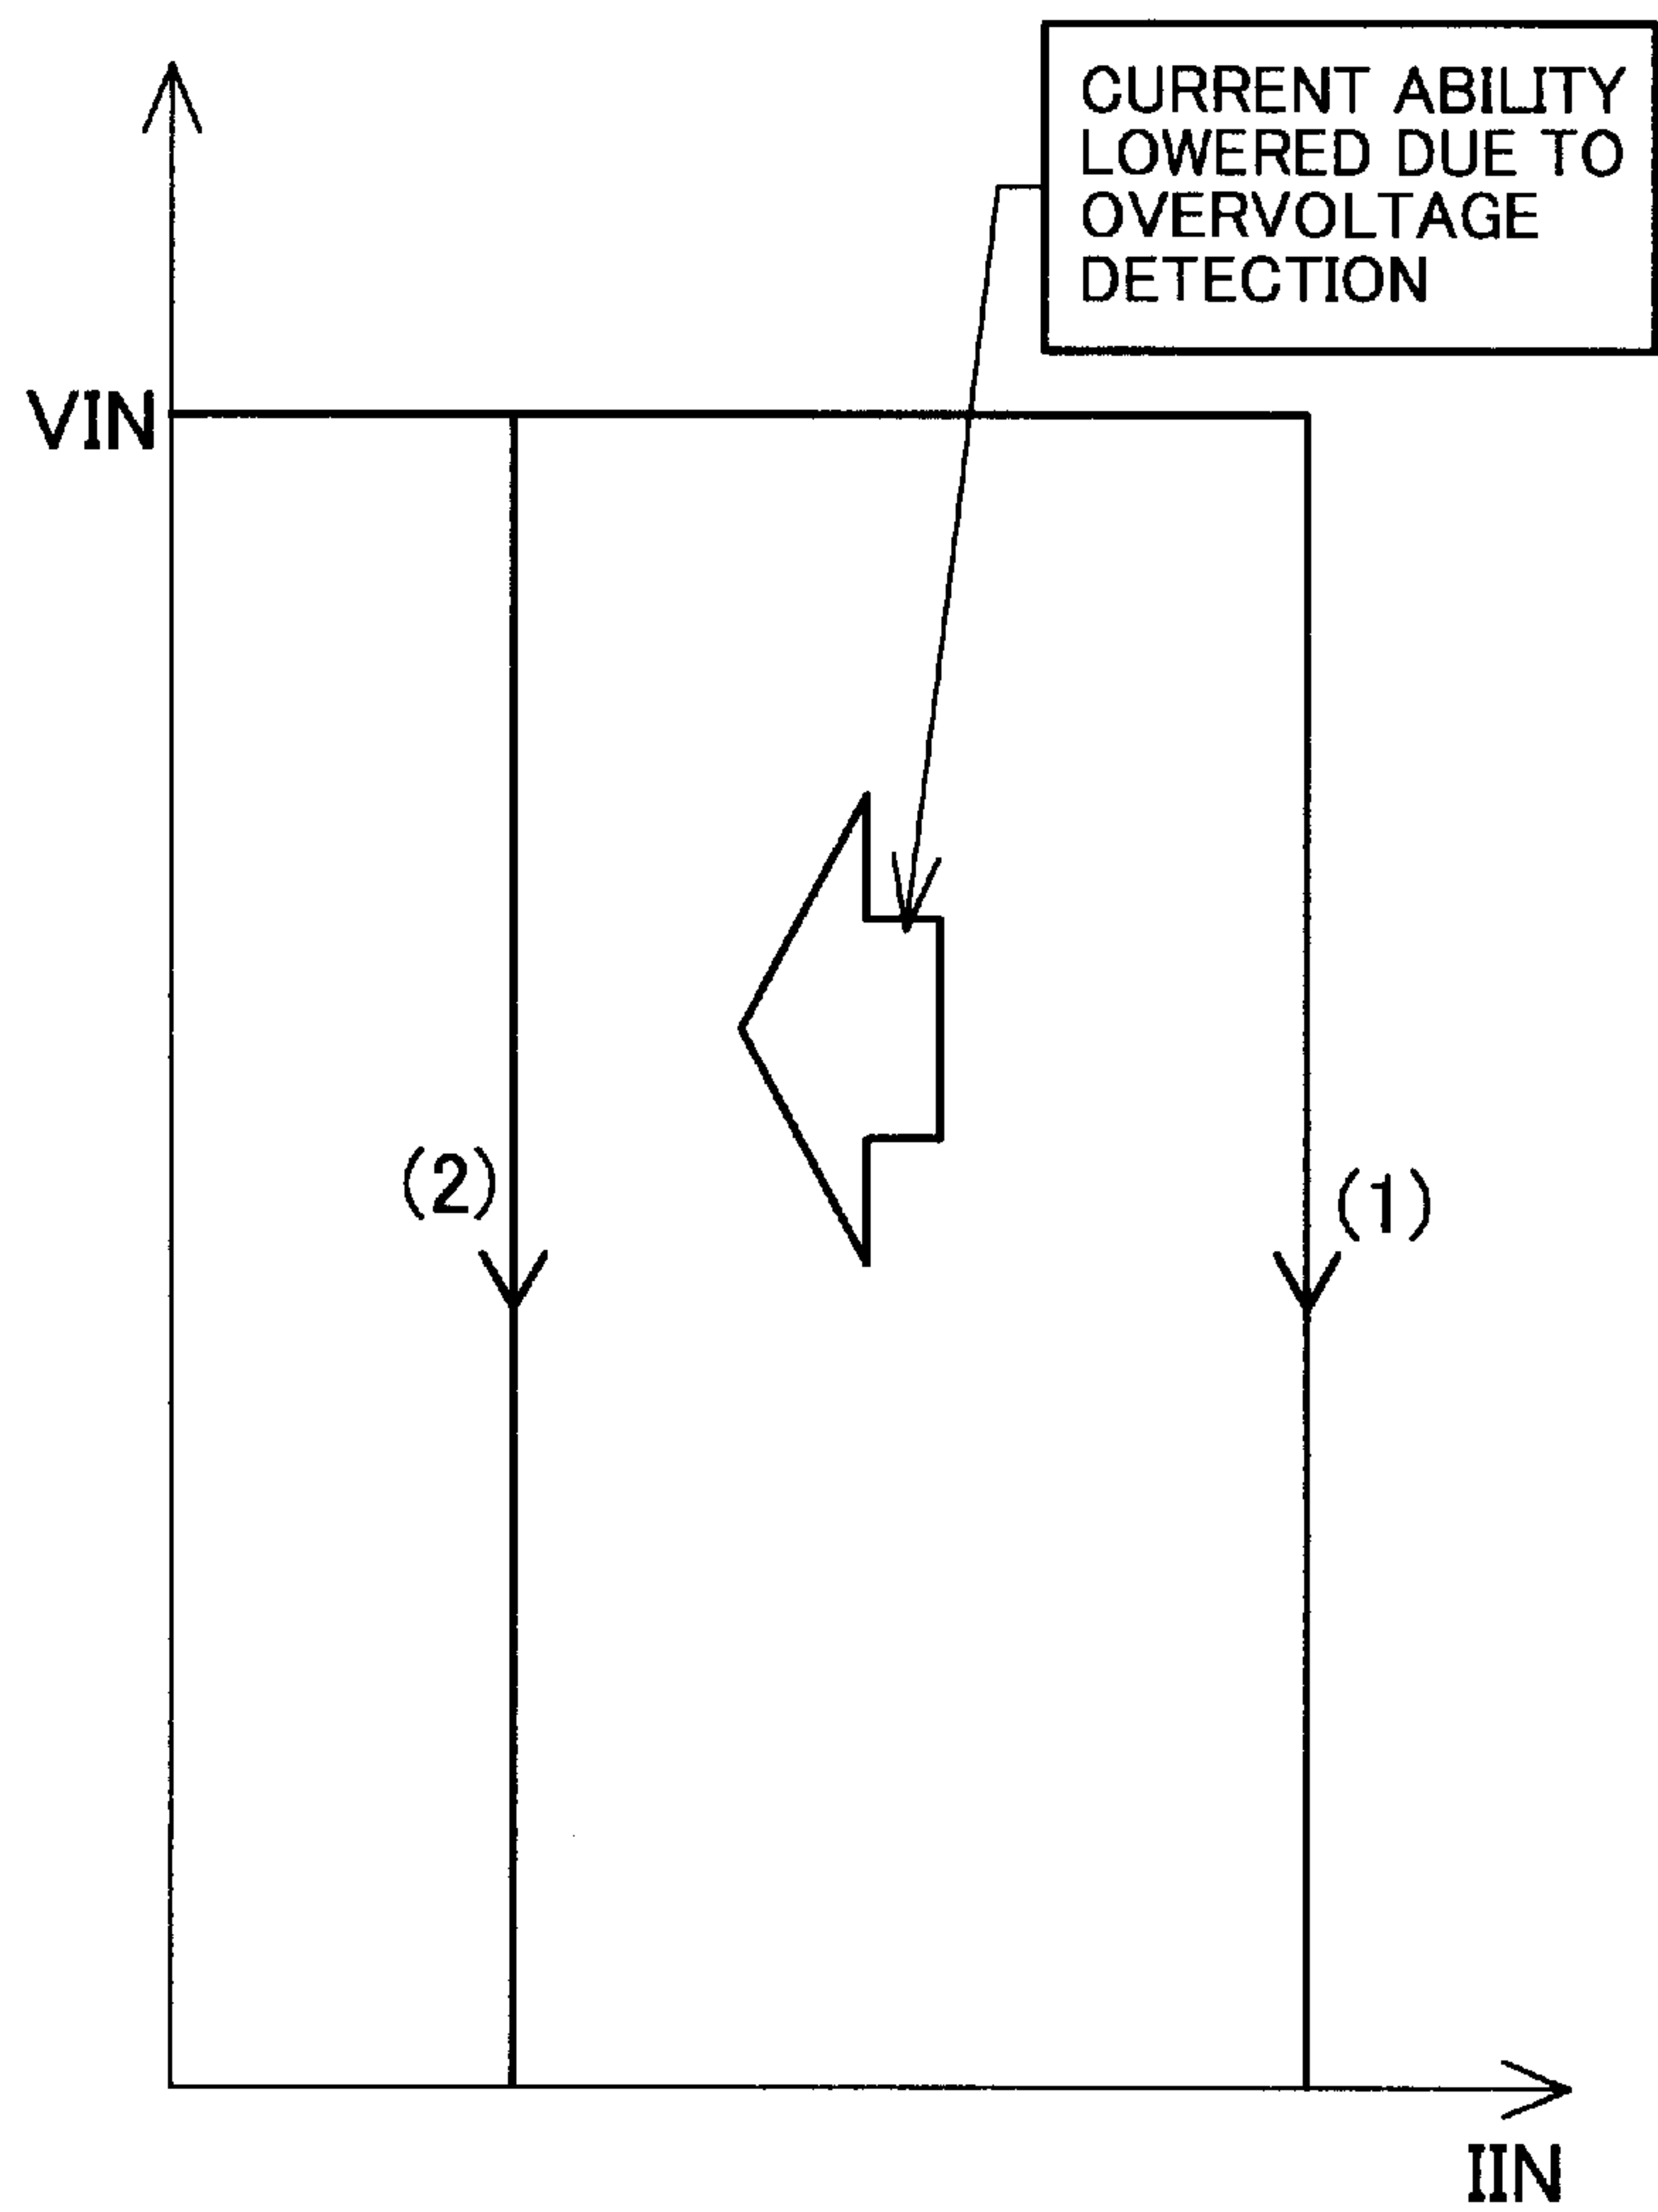 CURRENT ABILITY
LOWERED DUE TO
OVERVOLTAGE
DETECTION
VIN
(2)
(1)
IIN